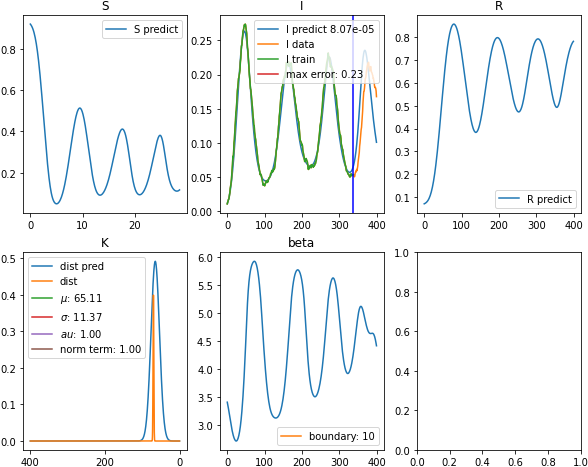 S
I
R
S predict
I predict 8.07e-05
I data
I train
max error: 0.23
R predict
0.8
0.6
0.4
0.2
0.25
0.20
0.15
0.10
0.05
0.00
0.8
0.7
0.6
0.5
0.4
0.3
0.2
0.1
0 10 20
0 100 200 300 400
0 100 200 300 400
K
beta
dist pred
dist
μ: 65.11
σ: 11.37
au: 1.00
norm term: 1.00
boundary: 10
0.5
0.4
0.3
0.2
0.1
0.0
6.0
5.5
5.0
4.5
4.0
3.5
3.0
1.0
0.8
0.6
0.4
0.2
0.0
400 200 0
0 100 200 300 400
0.0 0.2 0.4 0.6 0.8 1.0